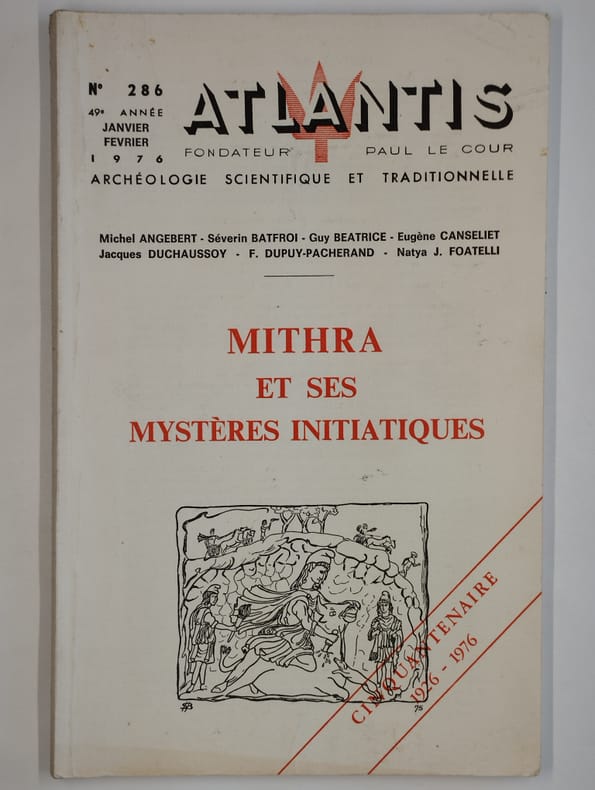 N° 286
49e ANNÉE
JANVIER
FEVRIER
1976
ATLANTIS
FONDATEUR PAUL LE COUR
ARCHÉOLOGIE SCIENTIFIQUE ET TRADITIONNELLE
Michel ANGEBERT - Séverin BATFROI - Guy BEATRICE - Eugène CANSELIET
Jacques DUCHAUSSOY - F. DUPUY-PACHERAND - Natya J. FOATELLI
MITHRA
ET SES
MYSTÈRES INITIATIQUES
CINQUANTENAIRE
1926 - 1976
75